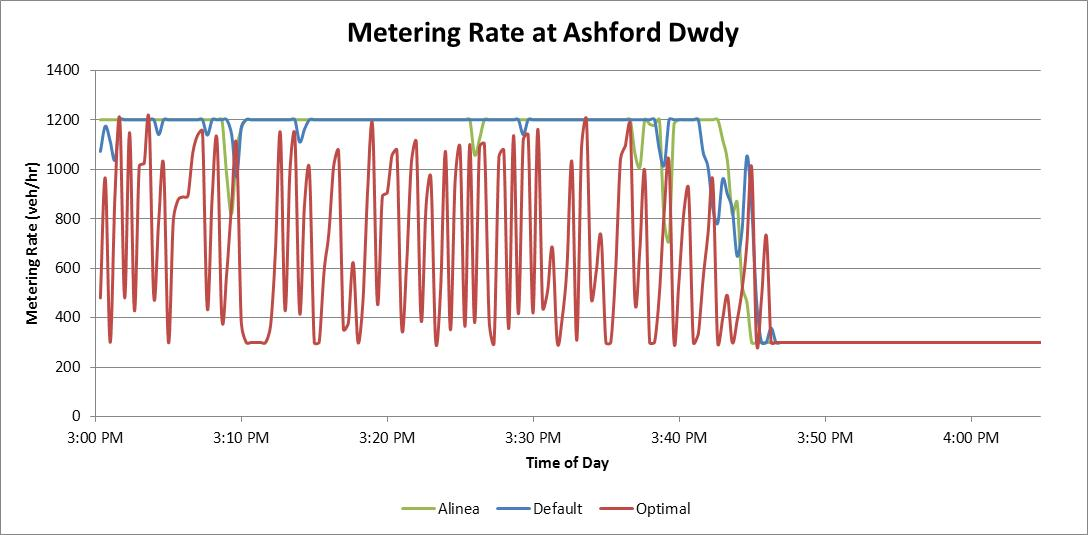 Metering Rate at Ashford Dwdy
Metering Rate (veh/hr)
1400
1200
1000
800
600
400
200
0
3:00 PM 3:10 PM 3:20 PM 3:30 PM 3:40 PM 3:50 PM 4:00 PM
Time of Day
Alinea Default Optimal